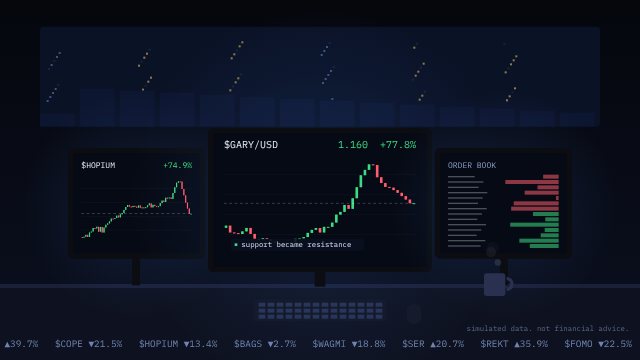 $HOPIUM +74.9%
$GARY/USD 1.160 +77.8%
ORDER BOOK
support became resistance
simulated data. not financial advice.
▲39.7% $COPE ▼21.5% $HOPIUM ▼13.4% $BAGS ▼2.7% $WAGMI ▼18.8% $SER ▲20.7% $REKT ▲35.9% $FOMO ▼22.5%